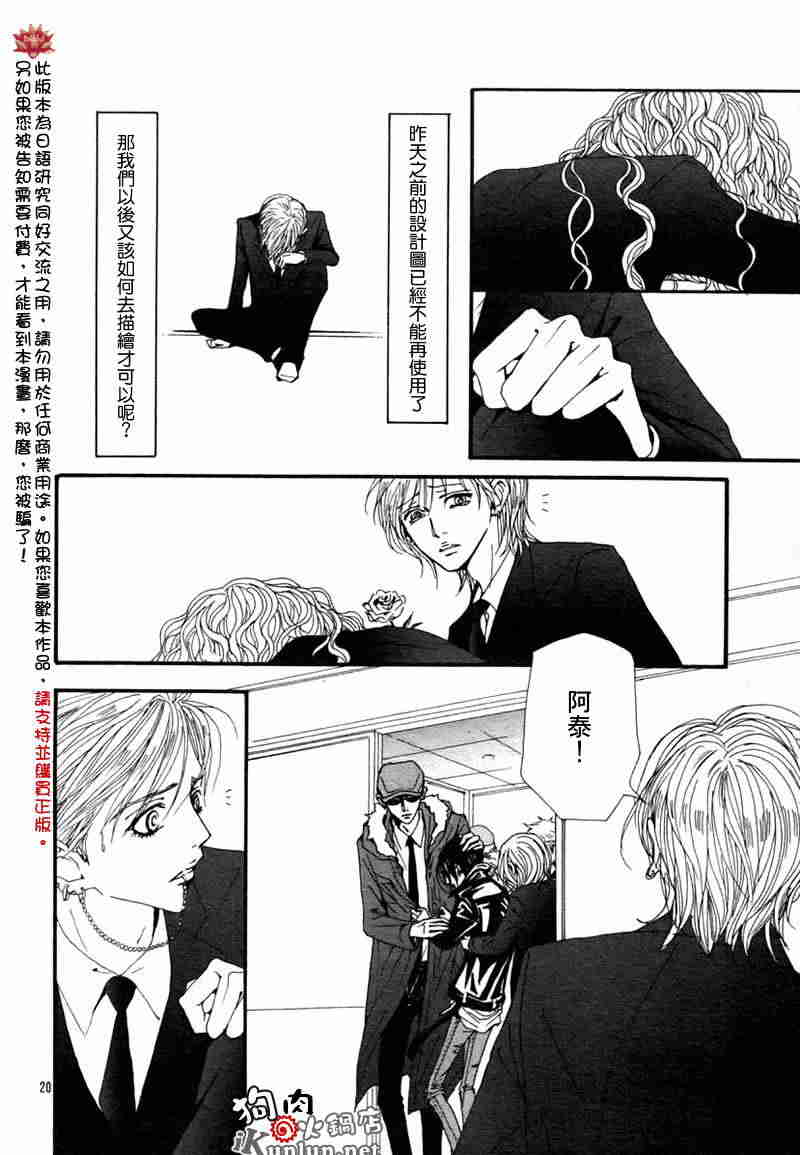 昨天之前的設計圖已經不能再使用了
那我們以後又該如何去描繪才可以呢?
阿泰!
此版本為日語研究同好交流之用，請勿用於任何商業用途。如果您喜歡本作品，請支持並購買正版。
另如果您被告知需要付費，才能看到本漫畫，那麼，您被騙了!
20
狗肉
火鍋店
iKunlun.net